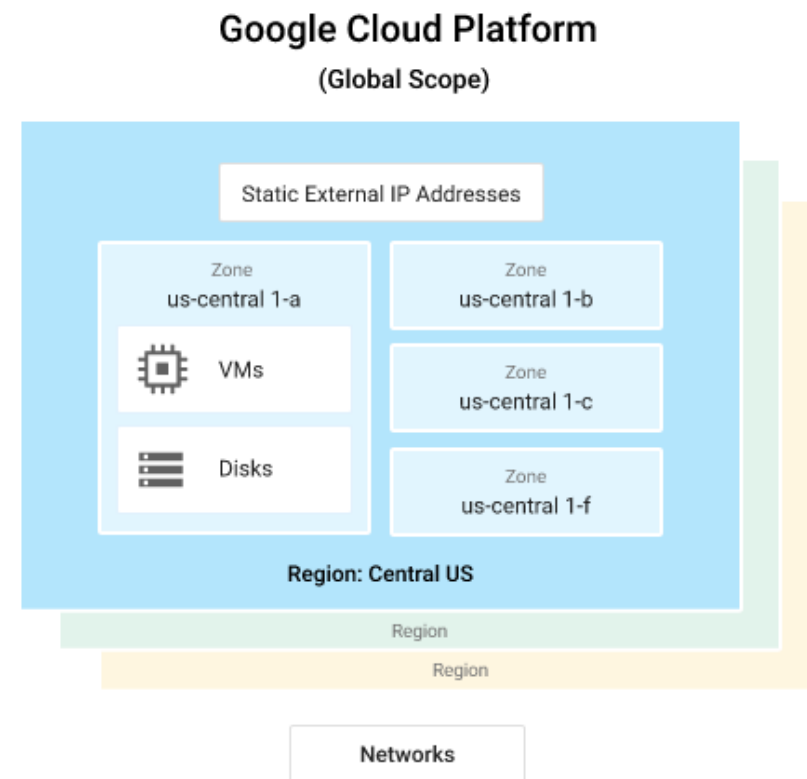 Google Cloud Platform
(Global Scope)
Static External IP Addresses
Zone
us-central 1-a
VMs
Disks
Zone
us-central 1-b
Zone
us-central 1-c
Zone
us-central 1-f
Region: Central US
Region
Region
Networks